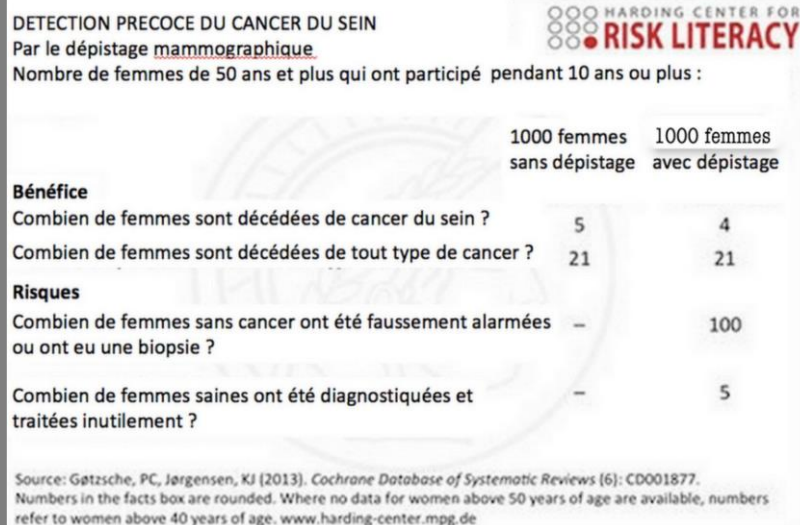 DETECTION PRECOCE DU CANCER DU SEIN
HARDING CENTER FOR
RISK LITERACY
Par le dépistage mammographique
Nombre de femmes de 50 ans et plus qui ont participé pendant 10 ans ou plus :
1000 femmes 1000 femmes
sans dépistage avec dépistage
Bénéfice
Combien de femmes sont décédées de cancer du sein ? 5 4
Combien de femmes sont décédées de tout type de cancer ? 21 21
Risques
Combien de femmes sans cancer ont été faussement alarmées – 100
ou ont eu une biopsie ?
Combien de femmes saines ont été diagnostiquées et – 5
traitées inutilement ?
Source: Gøtzsche, PC, Jørgensen, KJ (2013). Cochrane Database of Systematic Reviews (6): CD001877.
Numbers in the facts box are rounded. Where no data for women above 50 years of age are available, numbers
refer to women above 40 years of age. www.harding-center.mpg.de